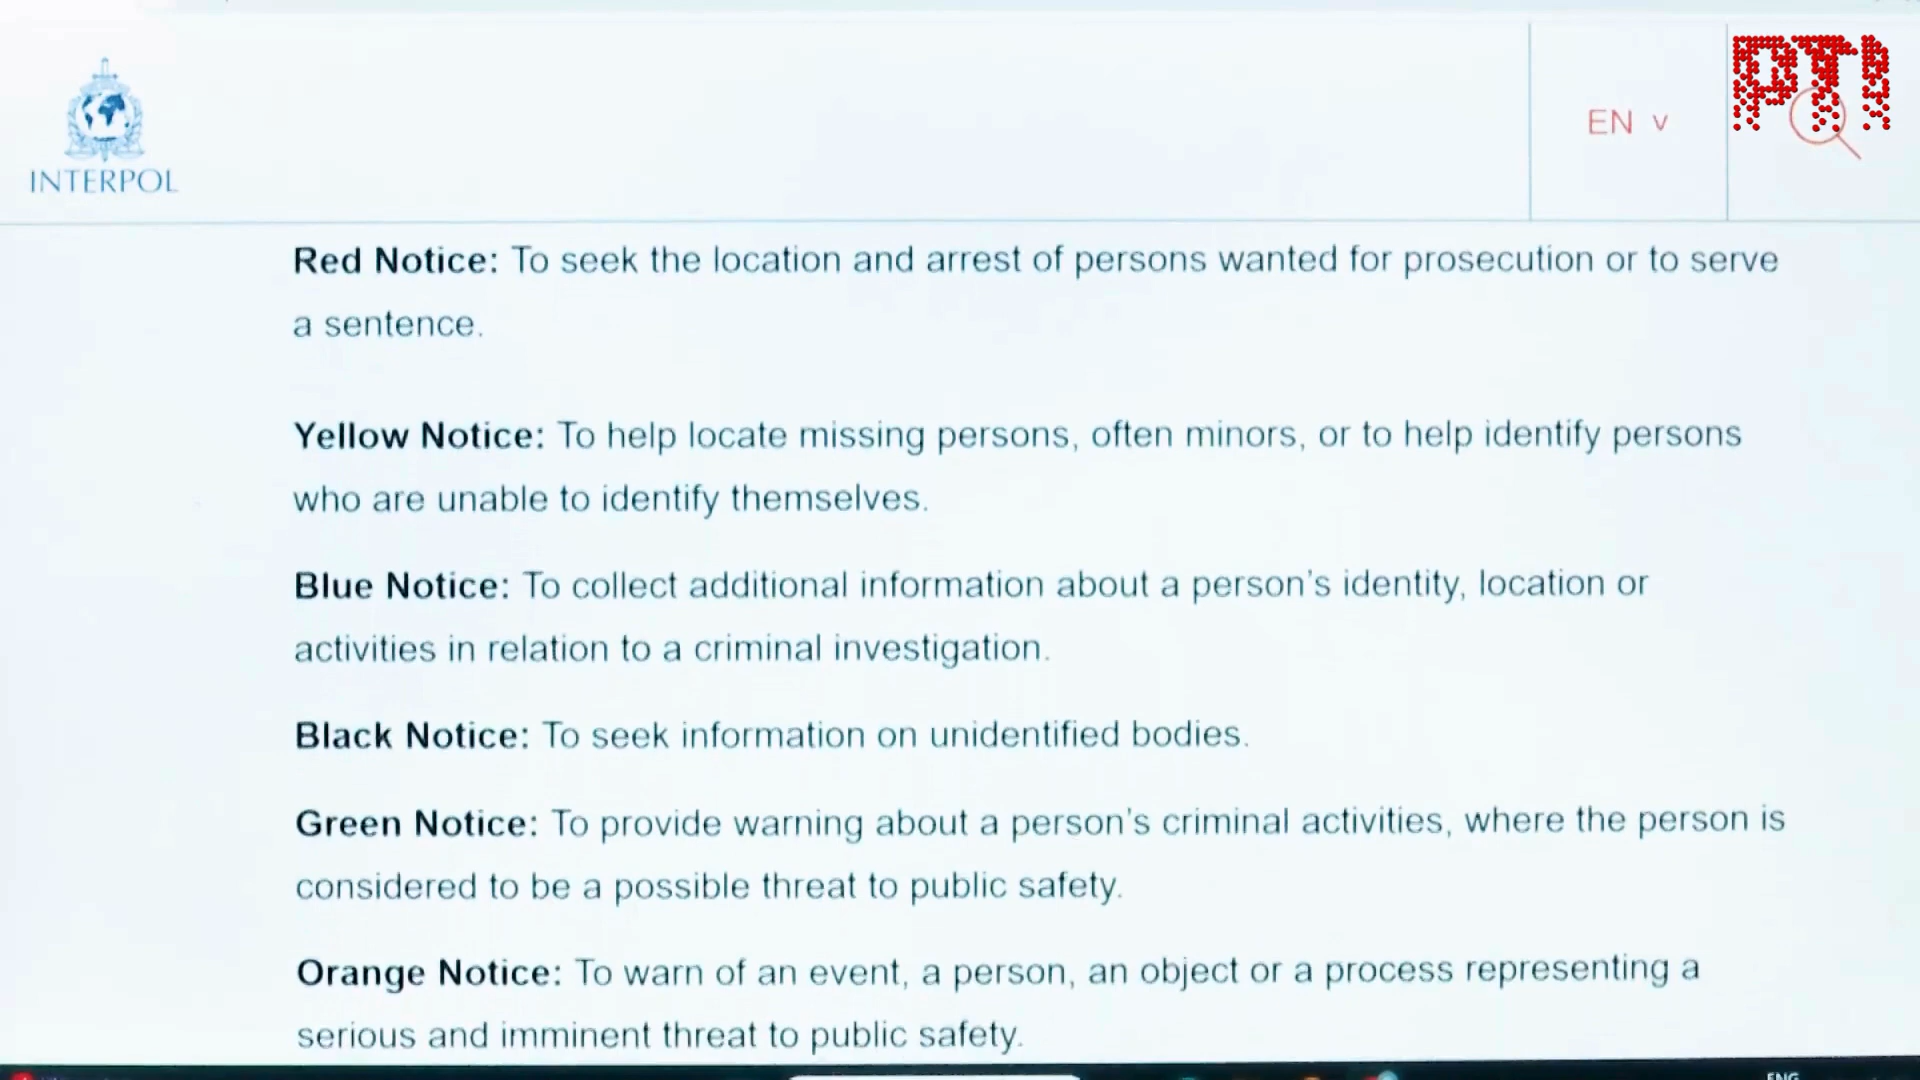 PTI
INTERPOL
EN v
Red Notice: To seek the location and arrest of persons wanted for prosecution or to serve
a sentence.
Yellow Notice: To help locate missing persons, often minors, or to help identify persons
who are unable to identify themselves.
Blue Notice: To collect additional information about a person's identity, location or
activities in relation to a criminal investigation.
Black Notice: To seek information on unidentified bodies.
Green Notice: To provide warning about a person's criminal activities, where the person is
considered to be a possible threat to public safety.
Orange Notice: To warn of an event, a person, an object or a process representing a
serious and imminent threat to public safety.
ENG